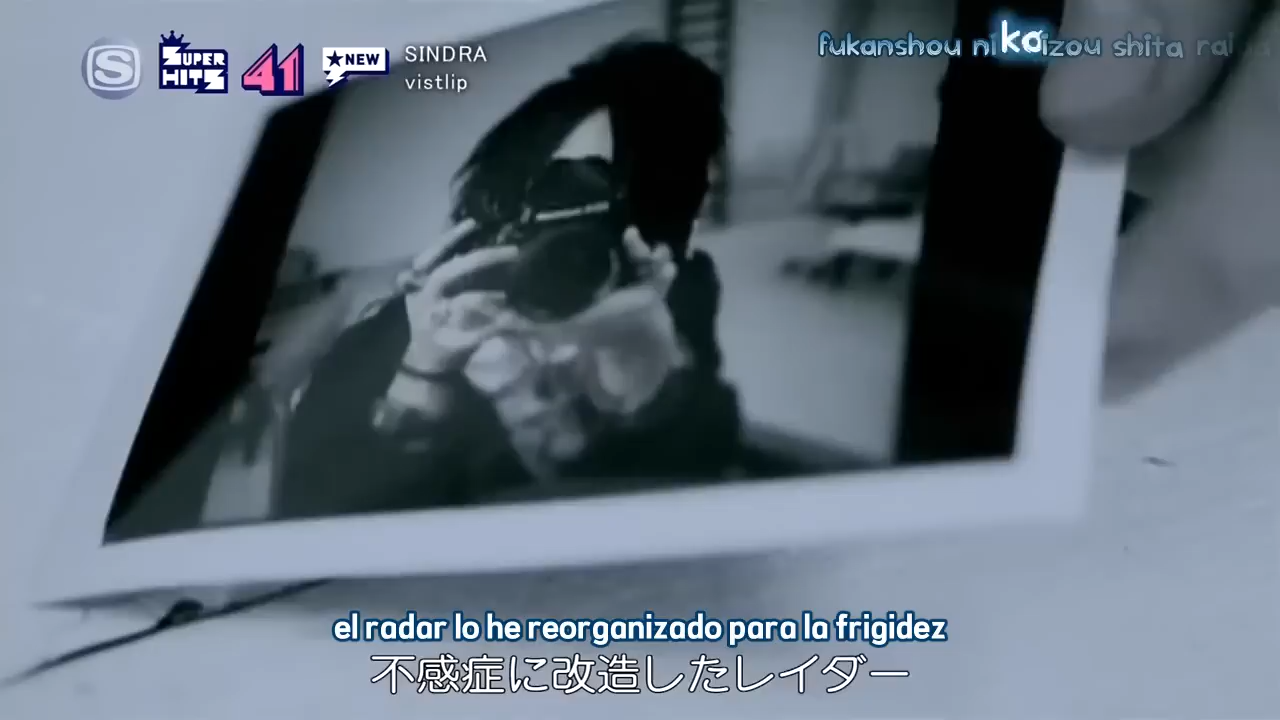 S
SUPER HITS
41
★NEW
SINDRA
vistlip
fukanshou ni kaizou shita rai
el radar lo he reorganizado para la frigidez
不感症に改造したレイダー